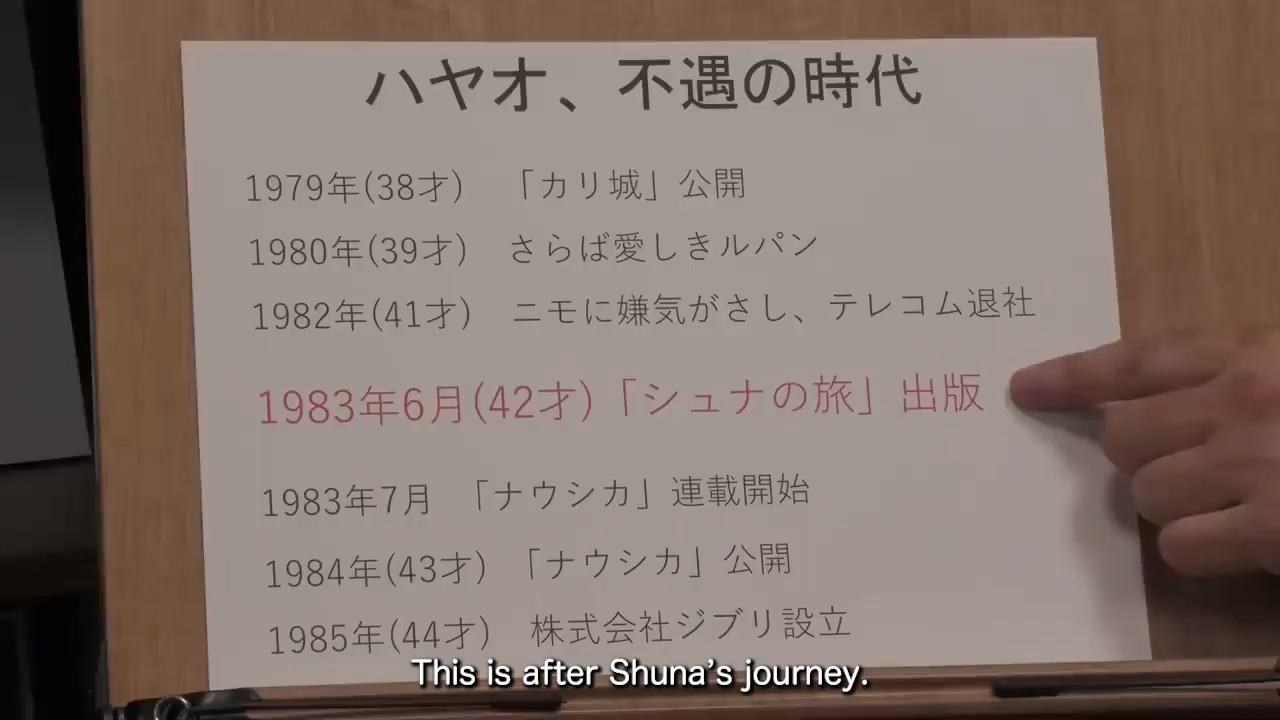 ハヤオ、不遇の時代
1979年(38才) 「カリ城」公開
1980年(39才) さらば愛しきルパン
1982年(41才) ニモに嫌気がさし、テレコム退社
1983年6月(42才)「シュナの旅」出版
1983年7月 「ナウシカ」連載開始
1984年(43才) 「ナウシカ」公開
1985年(44才) 株式会社ジブリ設立
This is after Shuna's journey.